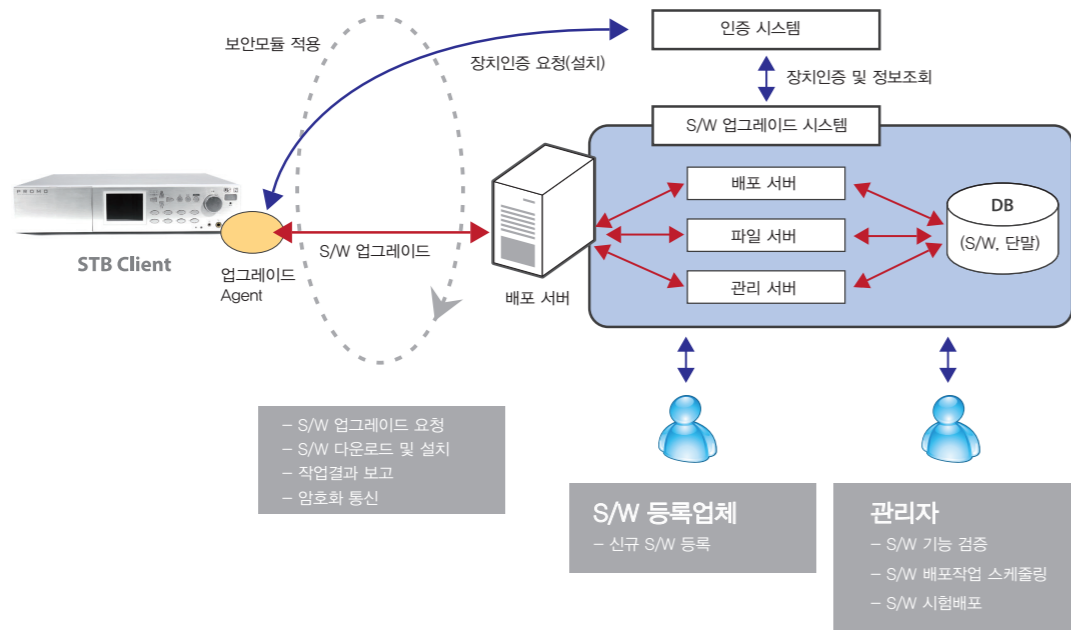 보안모듈 적용
인증 시스템
장치인증 요청(설치)
장치인증 및 정보조회
S/W 업그레이드 시스템
PROMO
배포 서버
DB
(S/W, 단말)
파일 서버
관리 서버
STB Client
업그레이드
Agent
S/W 업그레이드
배포 서버
– S/W 업그레이드 요청
– S/W 다운로드 및 설치
– 작업결과 보고
– 암호화 통신
S/W 등록업체
– 신규 S/W 등록
관리자
– S/W 기능 검증
– S/W 배포작업 스케줄링
– S/W 시험배포